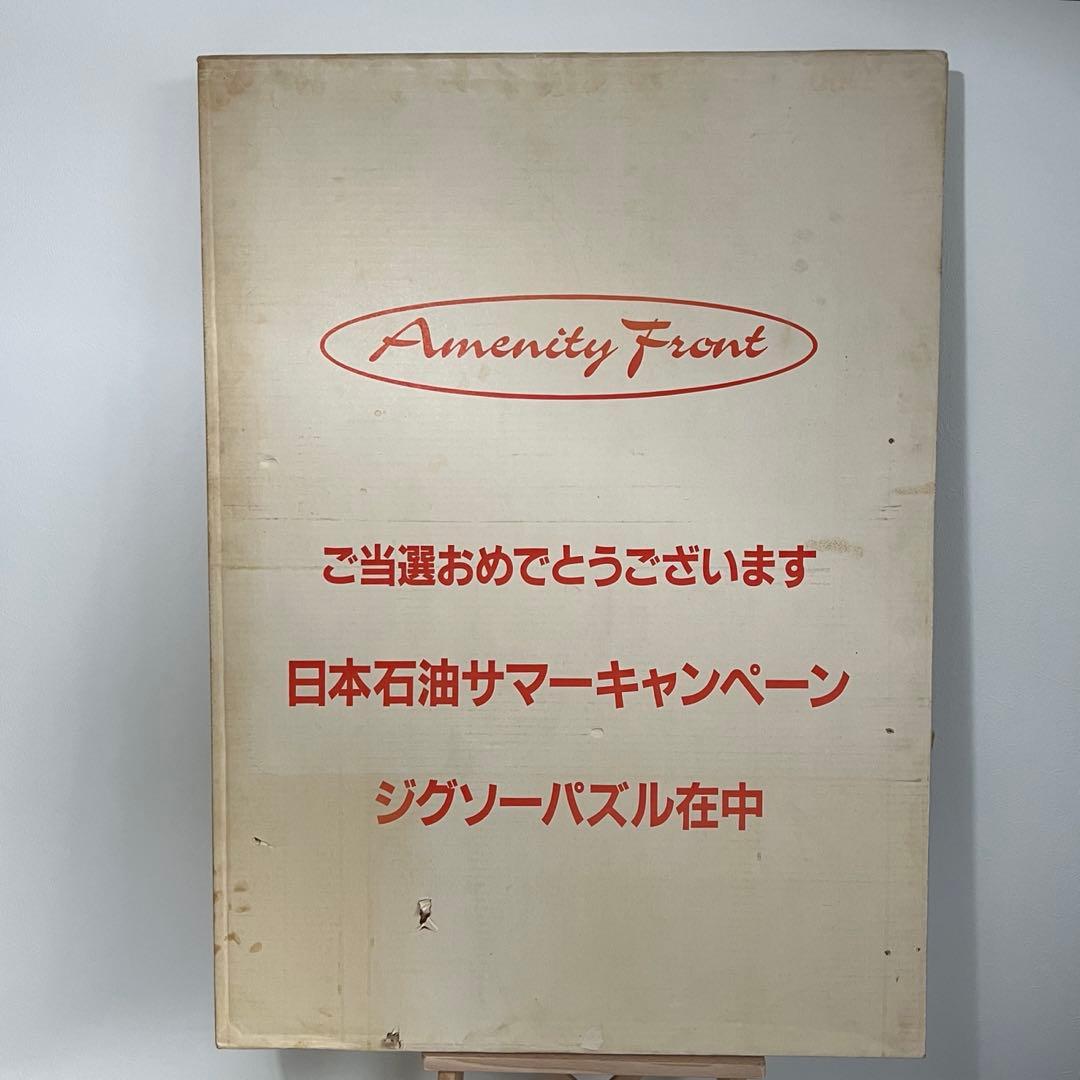 Amenity Front
ご当選おめでとうございます
日本石油サマーキャンペーン
ジグソーパズル在中